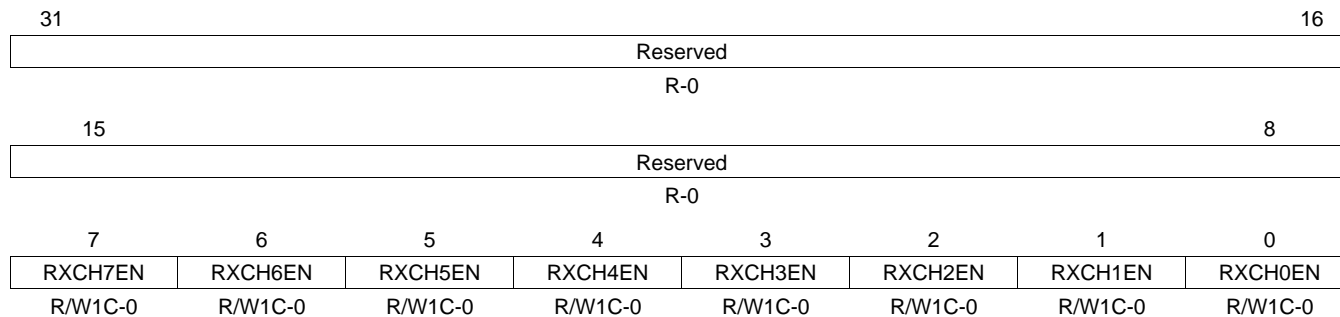 31 16
Reserved
R-0
15 8
Reserved
R-0
7 6 5 4 3 2 1 0
RXCH7EN RXCH6EN RXCH5EN RXCH4EN RXCH3EN RXCH2EN RXCH1EN RXCH0EN
R/W1C-0 R/W1C-0 R/W1C-0 R/W1C-0 R/W1C-0 R/W1C-0 R/W1C-0 R/W1C-0